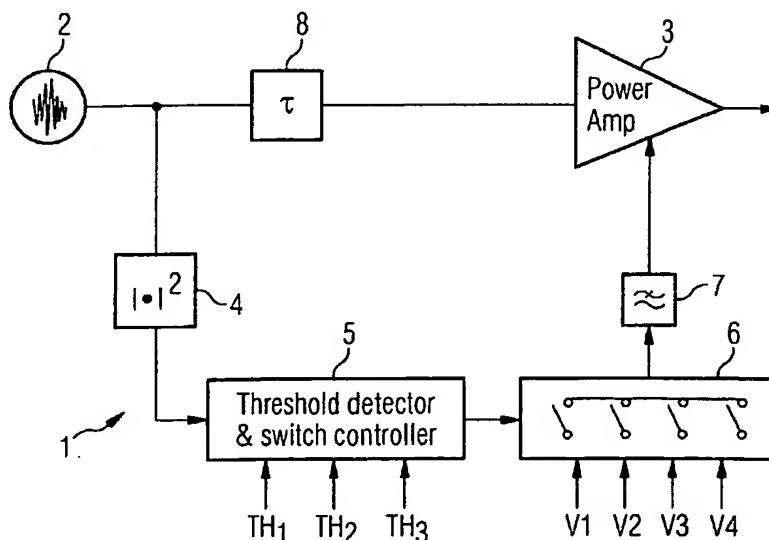 2
8
3
τ
Power
Amp
|•|²
4
7
5
6
Threshold detector
& switch controller
1.
TH₁ TH₂ TH₃
V1 V2 V3 V4